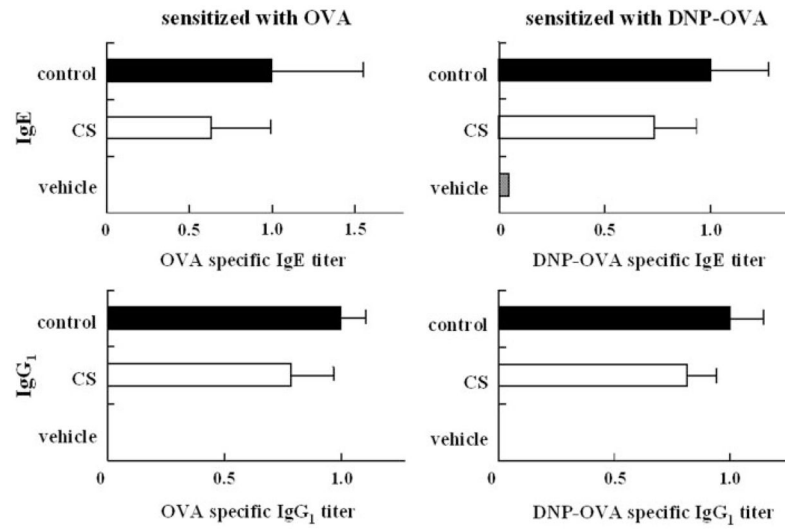 sensitized with OVA
sensitized with DNP-OVA
IgE
control
CS
vehicle
0 0.5 1.0 1.5
OVA specific IgE titer
control
CS
vehicle
0 0.5 1.0
DNP-OVA specific IgE titer
IgG₁
control
CS
vehicle
0 0.5 1.0
OVA specific IgG₁ titer
control
CS
vehicle
0 0.5 1.0
DNP-OVA specific IgG₁ titer